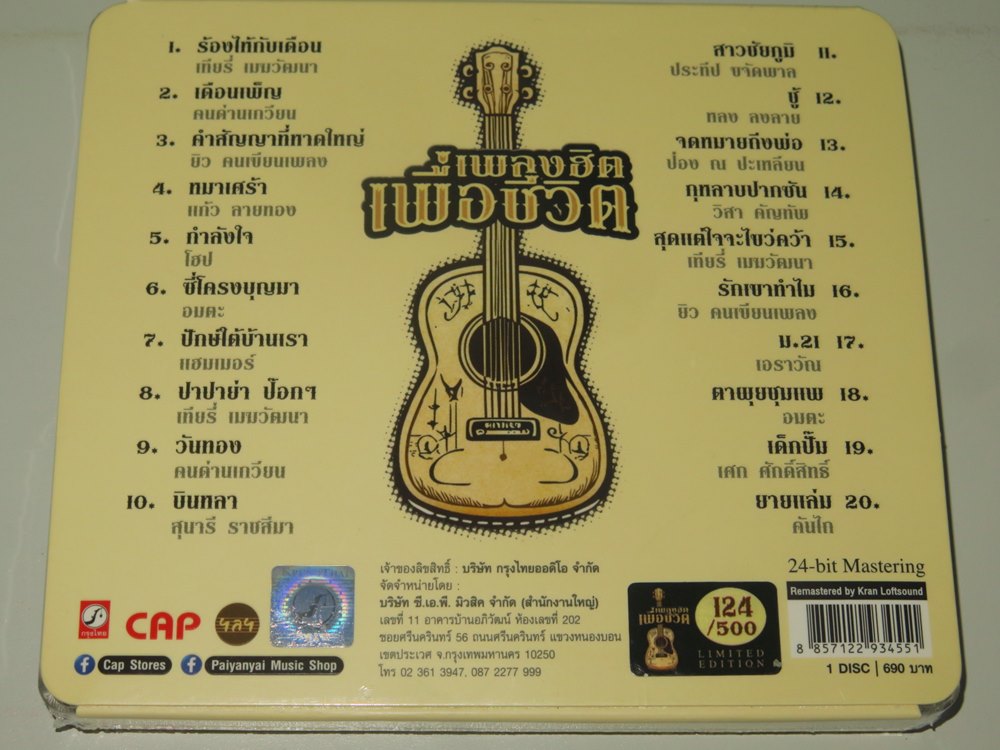 1. ร้องไห้กับเดือน
เทียรี่ เมฆวัฒนา
2. เดือนเพ็ญ
คนด่านเกวียน
3. คำสัญญาที่หาดใหญ่
ยิว คนเขียนเพลง
4. หมาเศร้า
แก้ว ลายทอง
5. กำลังใจ
โฮป
6. ซี่โครงบุญมา
อมตะ
7. ปักษ์ใต้บ้านเรา
แฮมเมอร์
8. ปาปาย่า ป๊อกฯ
เทียรี่ เมฆวัฒนา
9. วันทอง
คนด่านเกวียน
10. บินหลา
สุนารี ราชสีมา
เพลงฮิต
เพื่อชีวิต
สาวชัยภูมิ 11.
ประทีป ขจัดพาล
ชู้ 12.
หลง ลงลาย
จดหมายถึงพ่อ 13.
ป่อง ณ ปะเหลียน
กุหลาบปากซัน 14.
วิสา คัญทัพ
สุดแต่ใจจะไขว่คว้า 15.
เทียรี่ เมฆวัฒนา
รักเขาทำไม 16.
ยิว คนเขียนเพลง
ม.21 17.
เอราวัณ
ตาผุยชุมแพ 18.
อมตะ
เด็กปั๊ม 19.
เศก ศักดิ์สิทธิ์
ยายแล่ม 20.
คันไถ
กรุงไทย
CAP
Cap Stores
Paiyanyai Music Shop
เจ้าของลิขสิทธิ์ : บริษัท กรุงไทยออดิโอ จำกัด
จัดจำหน่ายโดย :
บริษัท ซี.เอ.พี. มิวสิค จำกัด (สำนักงานใหญ่)
เลขที่ 11 อาคารบ้านอภิวัฒน์ ห้องเลขที่ 202
ซอยศรีนครินทร์ 56 ถนนศรีนครินทร์ แขวงหนองบอน
เขตประเวศ จ.กรุงเทพมหานคร 10250
โทร 02 361 3947, 087 2277 999
เพลงฮิต
เพื่อชีวิต
124
/500
LIMITED
EDITION
24-bit Mastering
Remastered by Kran Loftsound
8 857122 934551
1 DISC | 690 บาท